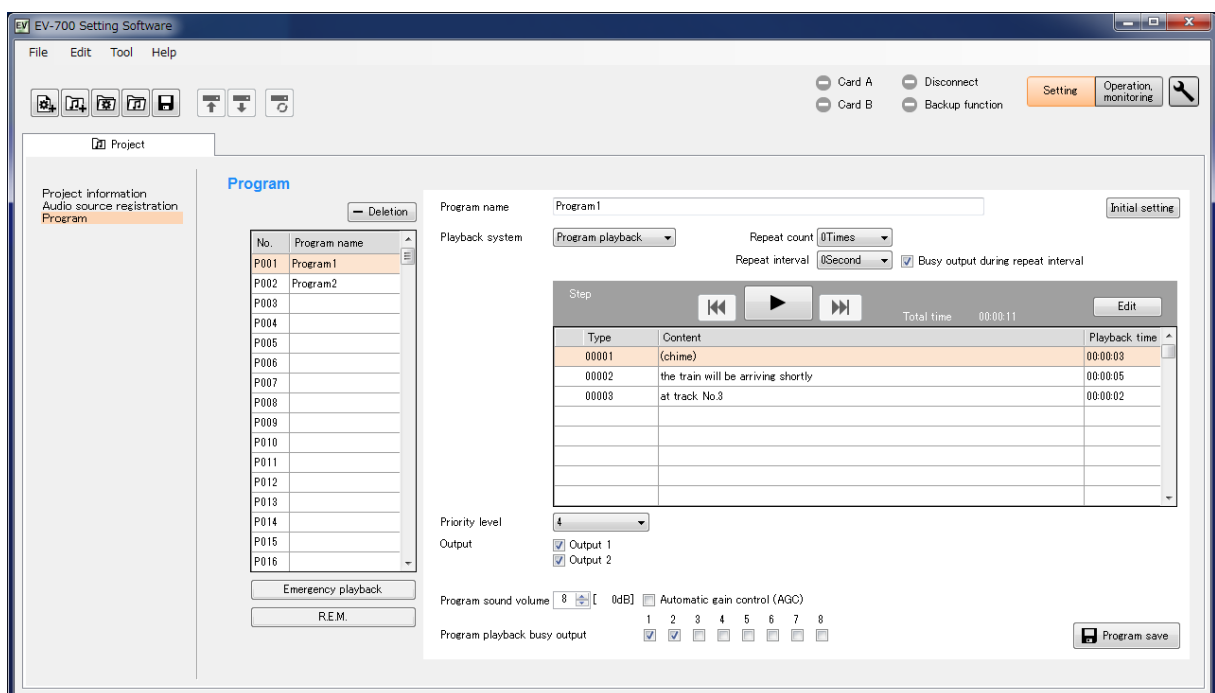 EV EV-700 Setting Software
File Edit Tool Help
Card A Disconnect
Card B Backup function
Setting
Operation,
monitoring
Project
Project information
Audio source registration
Program
Program
Deletion
No. Program name
P001 Program1
P002 Program2
P003
P004
P005
P006
P007
P008
P009
P010
P011
P012
P013
P014
P015
P016
Emergency playback
R.E.M.
Program name Program1 Initial setting
Playback system Program playback Repeat count 0Times
Repeat interval 0Second Busy output during repeat interval
Step Total time 00:00:11 Edit
Type Content Playback time
00001 (chime) 00:00:03
00002 the train will be arriving shortly 00:00:05
00003 at track No.3 00:00:02
Priority level 4
Output Output 1
Output 2
Program sound volume 8 [ 0dB] Automatic gain control (AGC)
1 2 3 4 5 6 7 8
Program playback busy output
Program save